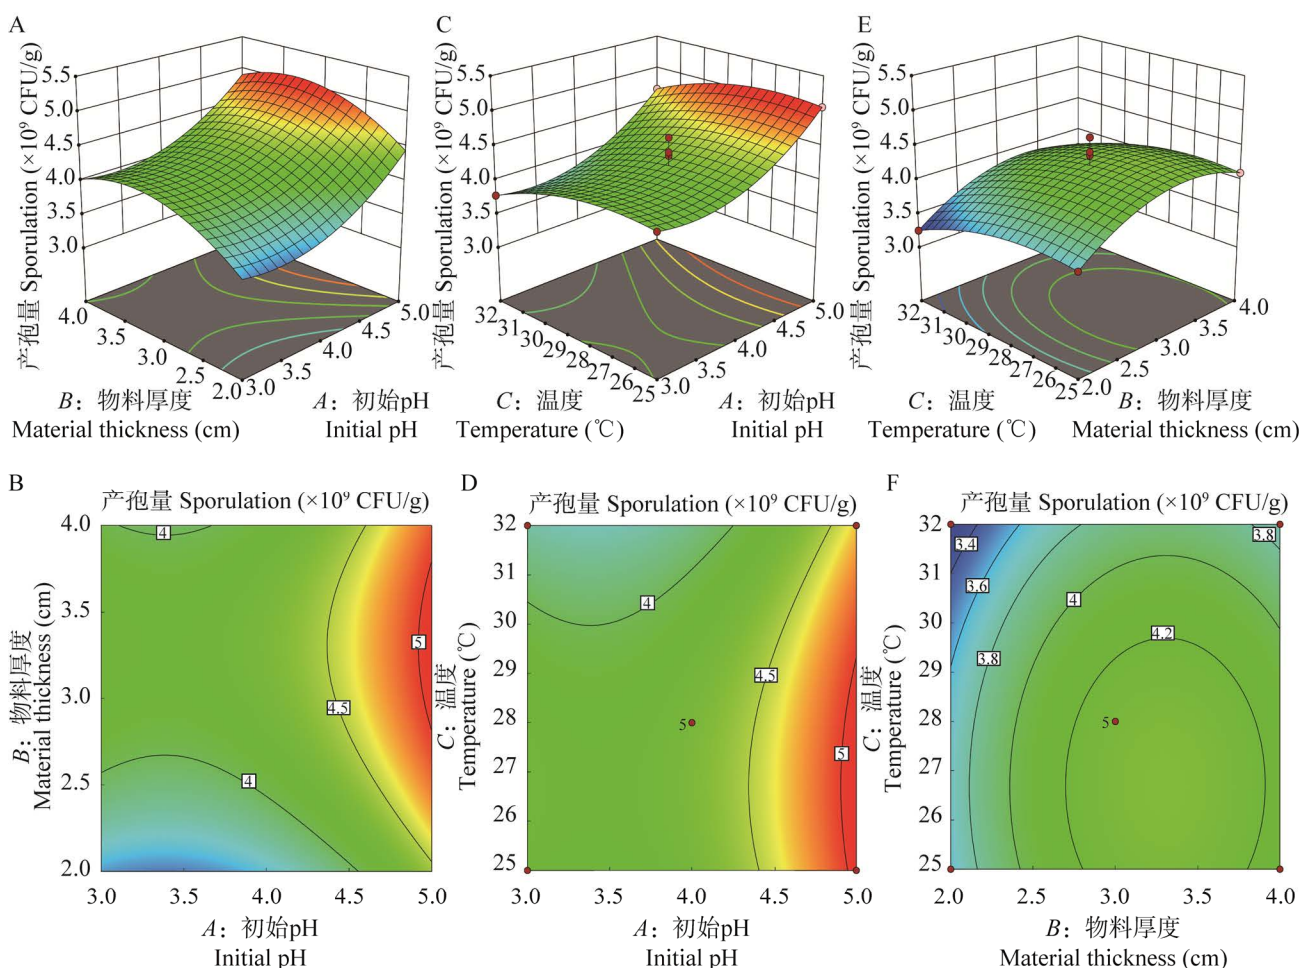 A
产孢量 Sporulation (×10⁹ CFU/g)
5.5
5.0
4.5
4.0
3.5
3.0
4.0
3.5
3.0
2.5
2.0
3.0
3.5
4.0
4.5
5.0
B：物料厚度
Material thickness (cm)
A：初始pH
Initial pH
C
产孢量 Sporulation (×10⁹ CFU/g)
5.5
5.0
4.5
4.0
3.5
3.0
32
31
30
29
28
27
26
25
3.0
3.5
4.0
4.5
5.0
C：温度
Temperature (℃)
A：初始pH
Initial pH
E
产孢量 Sporulation (×10⁹ CFU/g)
5.5
5.0
4.5
4.0
3.5
3.0
32
31
30
29
28
27
26
25
2.0
2.5
3.0
3.5
4.0
C：温度
Temperature (℃)
B：物料厚度
Material thickness (cm)
B
产孢量 Sporulation (×10⁹ CFU/g)
B：物料厚度
Material thickness (cm)
4.0
3.5
3.0
2.5
2.0
4
5
4.5
4
3.0
3.5
4.0
4.5
5.0
A：初始pH
Initial pH
D
产孢量 Sporulation (×10⁹ CFU/g)
C：温度
Temperature (℃)
32
31
30
29
28
27
26
25
4
4.5
5
5
3.0
3.5
4.0
4.5
5.0
A：初始pH
Initial pH
F
产孢量 Sporulation (×10⁹ CFU/g)
C：温度
Temperature (℃)
32
31
30
29
28
27
26
25
3.4
3.8
3.6
4
4.2
3.8
5
2.0
2.5
3.0
3.5
4.0
B：物料厚度
Material thickness (cm)